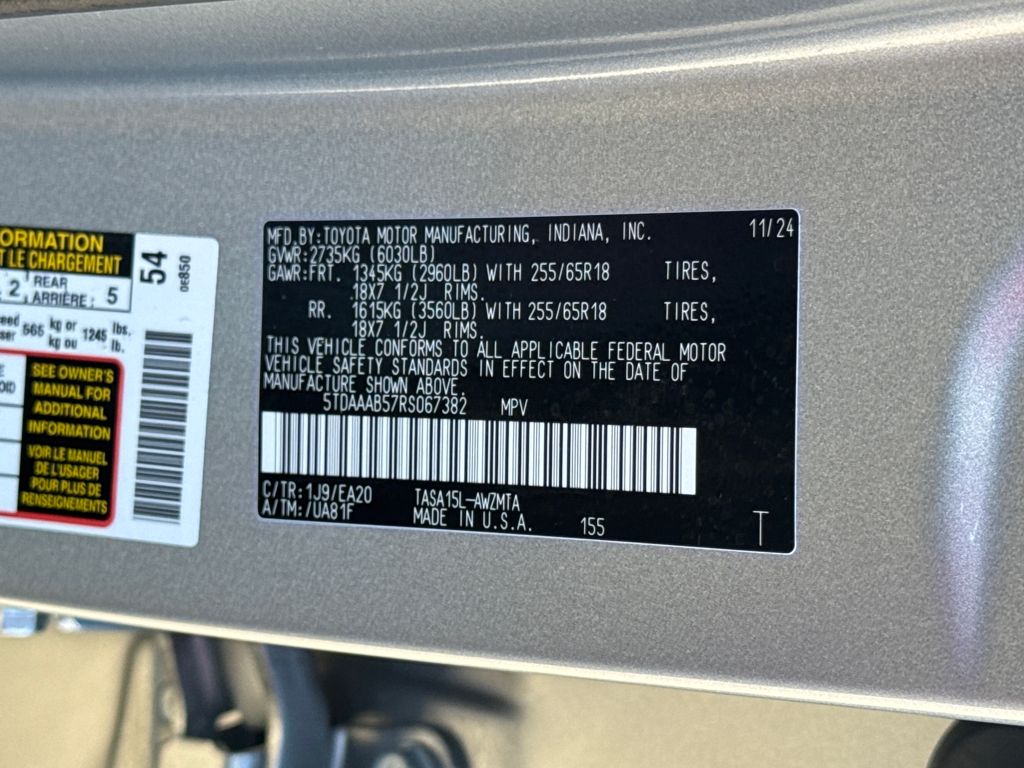 ORMATION
T LE CHARGEMENT
2 REAR ARRIÈRE: 5
565 kg or kg ou 1245 lbs. lb.
SEE OWNER'S
MANUAL FOR
ADDITIONAL
INFORMATION
VOIR LE MANUEL
DE L'USAGER
POUR PLUS DE
RENSEIGNEMENTS
54
0E850
MFD.BY:TOYOTA MOTOR MANUFACTURING, INDIANA, INC. 11/24
GVWR:2735KG (6030LB)
GAWR:FRT. 1345KG (2960LB) WITH 255/65R18 TIRES,
18X7 1/2J RIMS.
RR. 1615KG (3560LB) WITH 255/65R18 TIRES,
18X7 1/2J RIMS.
THIS VEHICLE CONFORMS TO ALL APPLICABLE FEDERAL MOTOR
VEHICLE SAFETY STANDARDS IN EFFECT ON THE DATE OF
MANUFACTURE SHOWN ABOVE.
5TDAAAB57RS067382 MPV
C/TR:1J9/EA20 TASA15L-AWZMTA
A/TM:/UA81F MADE IN U.S.A. 155 T